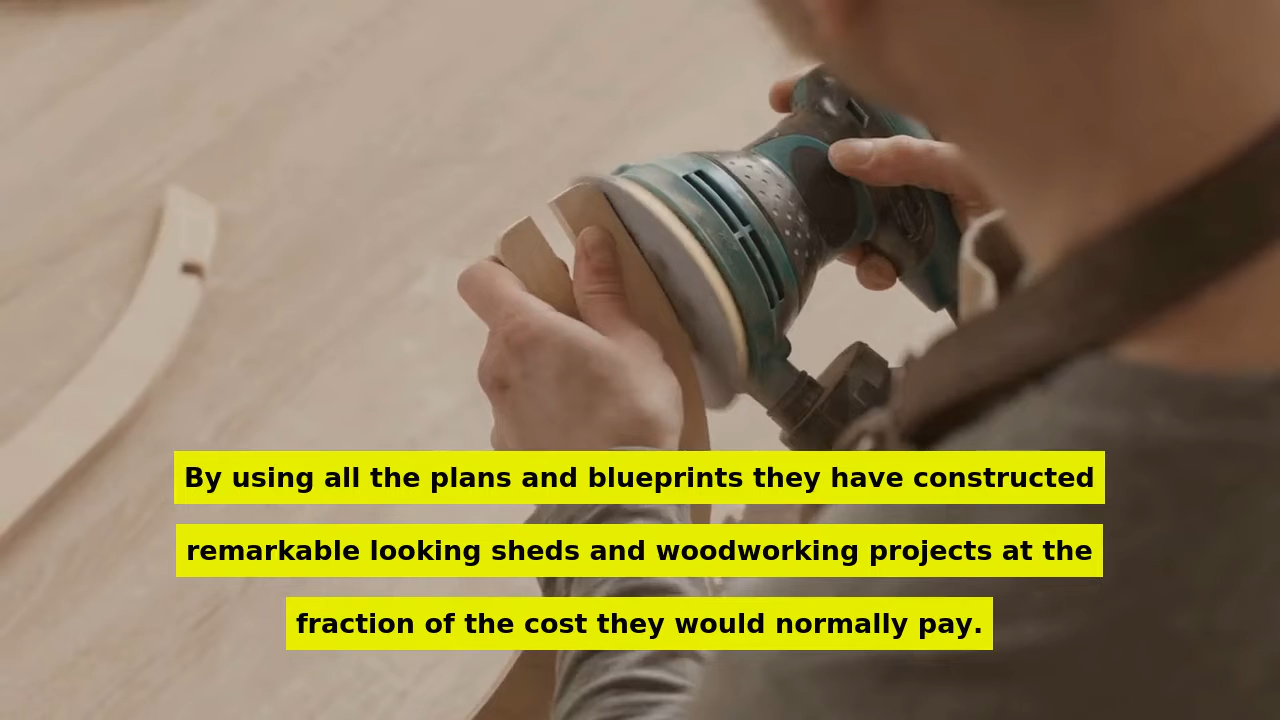 By using all the plans and blueprints they have constructed
remarkable looking sheds and woodworking projects at the
fraction of the cost they would normally pay.